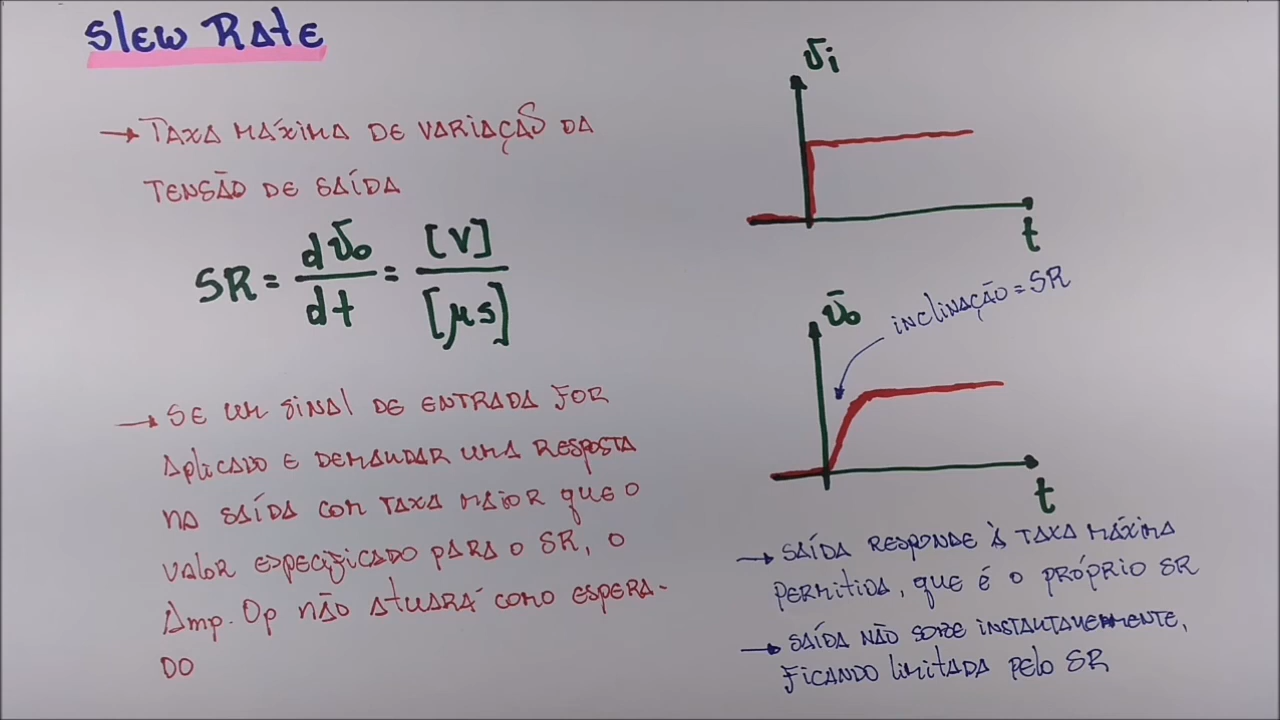 Slew Rate
→ TAXA MÁXIMA DE VARIAÇÃO DA
TENSÃO DE SAÍDA
SR = dv̄o/dt = [V]/[μs]
→ SE UM SINAL DE ENTRADA FOR
APLICADO E DEMANDAR UMA RESPOSTA
NA SAÍDA COM TAXA MAIOR QUE O
VALOR ESPECIFICADO PARA O SR, O
Amp. Op NÃO ATUARÁ COMO ESPERA-
DO
v̄i
t
v̄o
INCLINAÇÃO = SR
t
→ SAÍDA RESPONDE À TAXA MÁXIMA
PERMITIDA, QUE É O PRÓPRIO SR
→ SAÍDA NÃO SOBE INSTANTANEAMENTE,
FICANDO LIMITADA PELO SR